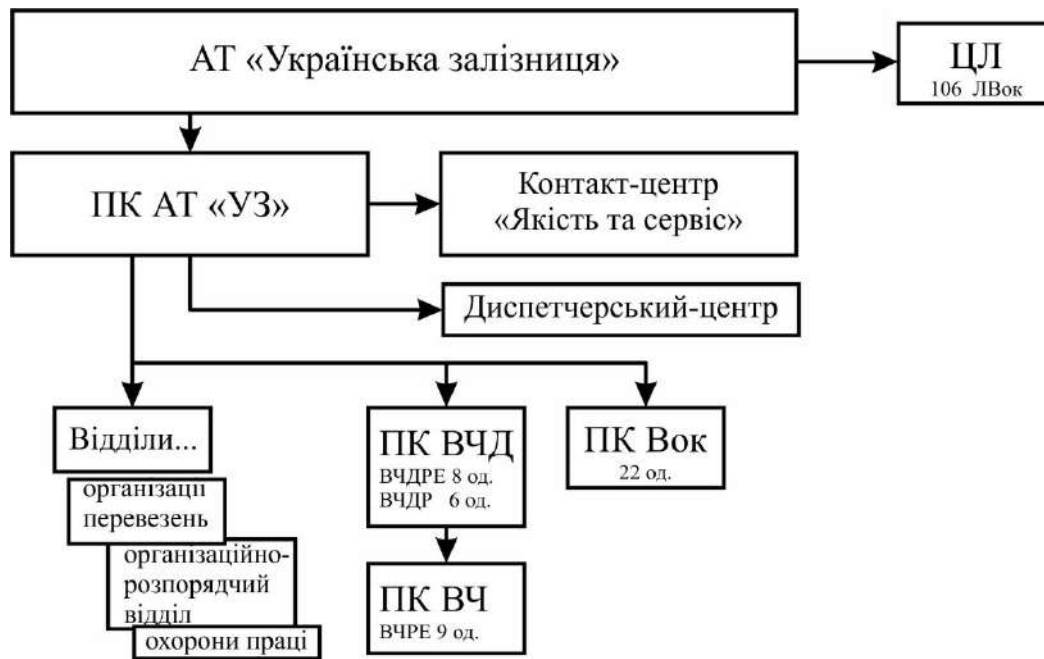 АТ «Українська залізниця»
ЦЛ
106 ЛВок
ПК АТ «УЗ»
Контакт-центр
«Якість та сервіс»
Диспетчерський-центр
Відділи...
організації
перевезень
організаційно-
розпорядчий
відділ
охорони праці
ПК ВЧД
ВЧДРЕ 8 од.
ВЧДР 6 од.
ПК ВЧ
ВЧРЕ 9 од.
ПК Вок
22 од.